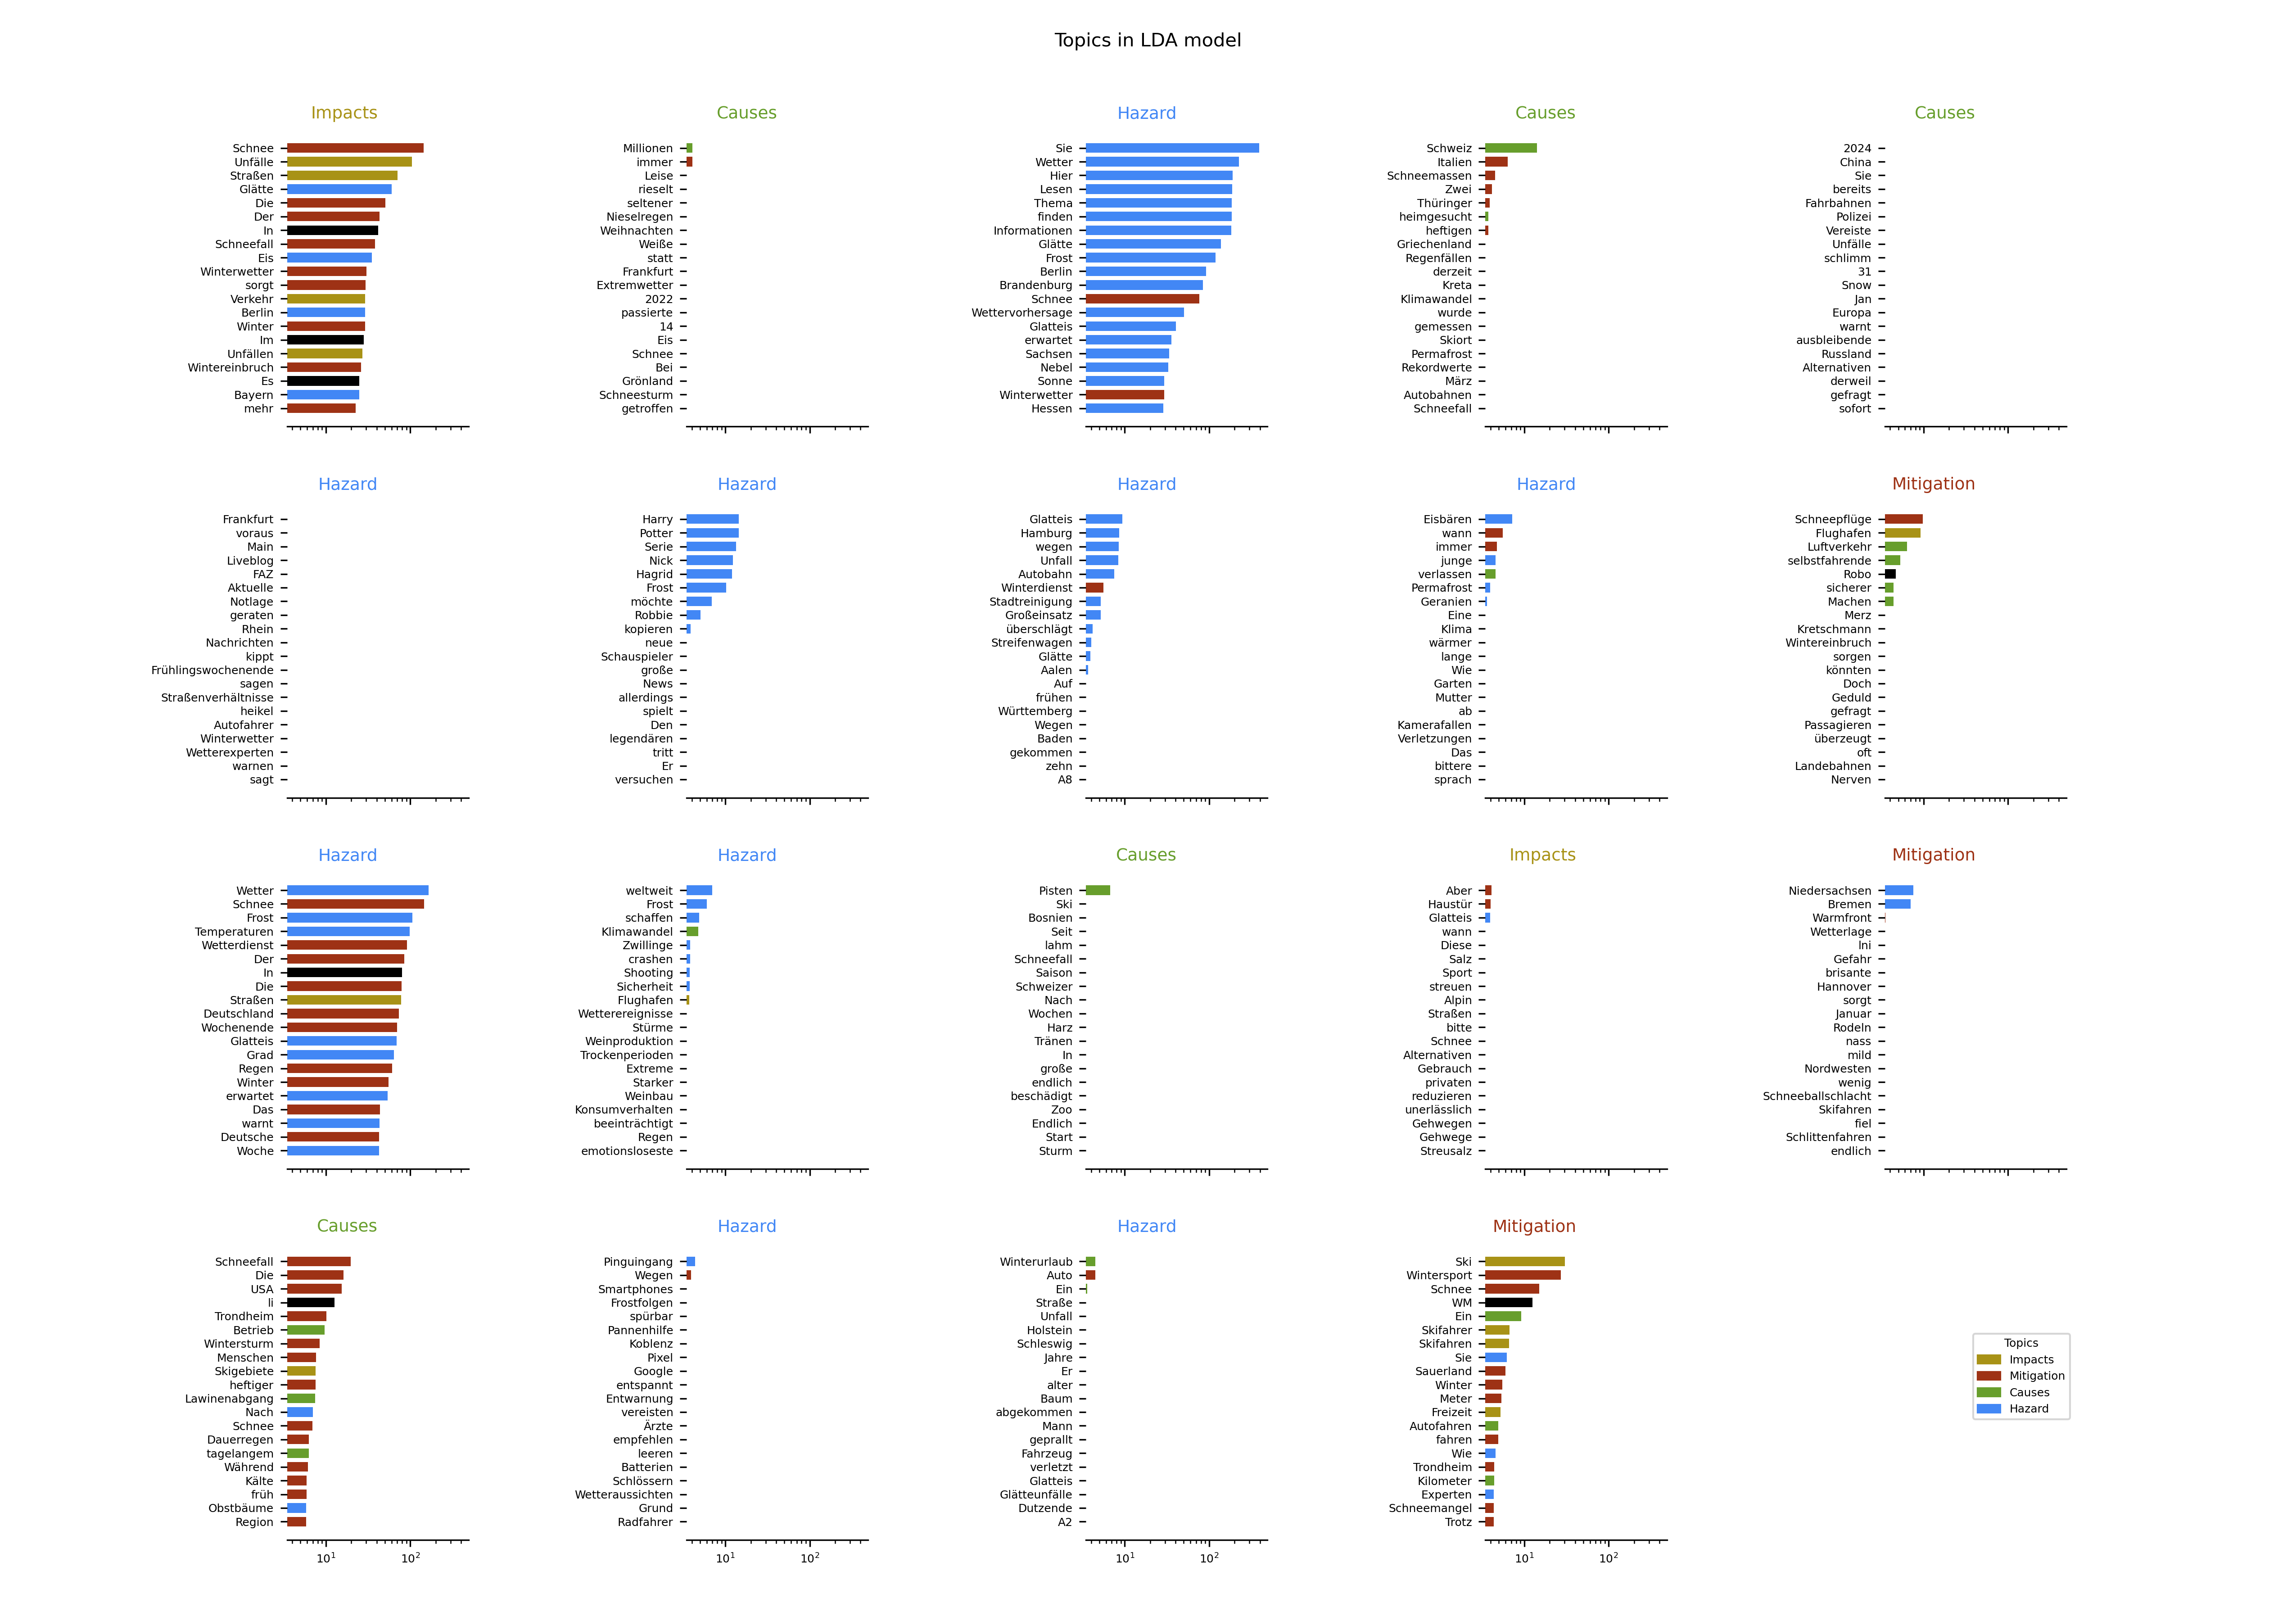 Topics in LDA model
Impacts
Schnee
Unfälle
Straßen
Glätte
Die
Der
In
Schneefall
Eis
Winterwetter
sorgt
Verkehr
Berlin
Winter
Im
Unfällen
Wintereinbruch
Es
Bayern
mehr
Causes
Millionen
immer
Leise
rieselt
seltener
Nieselregen
Weihnachten
Weiße
statt
Frankfurt
Extremwetter
2022
passierte
14
Eis
Schnee
Bei
Grönland
Schneesturm
getroffen
Hazard
Sie
Wetter
Hier
Lesen
Thema
finden
Informationen
Glätte
Frost
Berlin
Brandenburg
Schnee
Wettervorhersage
Glatteis
erwartet
Sachsen
Nebel
Sonne
Winterwetter
Hessen
Causes
Schweiz
Italien
Schneemassen
Zwei
Thüringer
heimgesucht
heftigen
Griechenland
Regenfällen
derzeit
Kreta
Klimawandel
wurde
gemessen
Skiort
Permafrost
Rekordwerte
März
Autobahnen
Schneefall
Causes
2024
China
Sie
bereits
Fahrbahnen
Polizei
Vereiste
Unfälle
schlimm
31
Snow
Jan
Europa
warnt
ausbleibende
Russland
Alternativen
derweil
gefragt
sofort
Hazard
Frankfurt
voraus
Main
Liveblog
FAZ
Aktuelle
Notlage
geraten
Rhein
Nachrichten
kippt
Frühlingswochenende
sagen
Straßenverhältnisse
heikel
Autofahrer
Winterwetter
Wetterexperten
warnen
sagt
Hazard
Harry
Potter
Serie
Nick
Hagrid
Frost
möchte
Robbie
kopieren
neue
Schauspieler
große
News
allerdings
spielt
Den
legendären
tritt
Er
versuchen
Hazard
Glatteis
Hamburg
wegen
Unfall
Autobahn
Winterdienst
Stadtreinigung
Großeinsatz
überschlägt
Streifenwagen
Glätte
Aalen
Auf
frühen
Württemberg
Wegen
Baden
gekommen
zehn
A8
Hazard
Eisbären
wann
immer
junge
verlassen
Permafrost
Geranien
Eine
Klima
wärmer
lange
Wie
Garten
Mutter
ab
Kamerafallen
Verletzungen
Das
bittere
sprach
Mitigation
Schneepflüge
Flughafen
Luftverkehr
selbstfahrende
Robo
sicherer
Machen
Merz
Kretschmann
Wintereinbruch
sorgen
könnten
Doch
Geduld
gefragt
Passagieren
überzeugt
oft
Landebahnen
Nerven
Hazard
Wetter
Schnee
Frost
Temperaturen
Wetterdienst
Der
In
Die
Straßen
Deutschland
Wochenende
Glatteis
Grad
Regen
Winter
erwartet
Das
warnt
Deutsche
Woche
Hazard
weltweit
Frost
schaffen
Klimawandel
Zwillinge
crashen
Shooting
Sicherheit
Flughafen
Wetterereignisse
Stürme
Weinproduktion
Trockenperioden
Extreme
Starker
Weinbau
Konsumverhalten
beeinträchtigt
Regen
emotionsloseste
Causes
Pisten
Ski
Bosnien
Seit
lahm
Schneefall
Saison
Schweizer
Nach
Wochen
Harz
Tränen
In
große
endlich
beschädigt
Zoo
Endlich
Start
Sturm
Impacts
Aber
Haustür
Glatteis
wann
Diese
Salz
Sport
streuen
Alpin
Straßen
bitte
Schnee
Alternativen
Gebrauch
privaten
reduzieren
unerlässlich
Gehwegen
Gehwege
Streusalz
Mitigation
Niedersachsen
Bremen
Warmfront
Wetterlage
lni
Gefahr
brisante
Hannover
sorgt
Januar
Rodeln
nass
mild
Nordwesten
wenig
Schneeballschlacht
Skifahren
fiel
Schlittenfahren
endlich
Causes
Schneefall
Die
USA
li
Trondheim
Betrieb
Wintersturm
Menschen
Skigebiete
heftiger
Lawinenabgang
Nach
Schnee
Dauerregen
tagelangem
Während
Kälte
früh
Obstbäume
Region
10¹ 10²
Hazard
Pinguingang
Wegen
Smartphones
Frostfolgen
spürbar
Pannenhilfe
Koblenz
Pixel
Google
entspannt
Entwarnung
vereisten
Ärzte
empfehlen
leeren
Batterien
Schlössern
Wetteraussichten
Grund
Radfahrer
10¹ 10²
Hazard
Winterurlaub
Auto
Ein
Straße
Unfall
Holstein
Schleswig
Jahre
Er
alter
Baum
abgekommen
Mann
geprallt
Fahrzeug
verletzt
Glatteis
Glätteunfälle
Dutzende
A2
10¹ 10²
Mitigation
Ski
Wintersport
Schnee
WM
Ein
Skifahrer
Skifahren
Sie
Sauerland
Winter
Meter
Freizeit
Autofahren
fahren
Wie
Trondheim
Kilometer
Experten
Schneemangel
Trotz
10¹ 10²
Topics
Impacts
Mitigation
Causes
Hazard